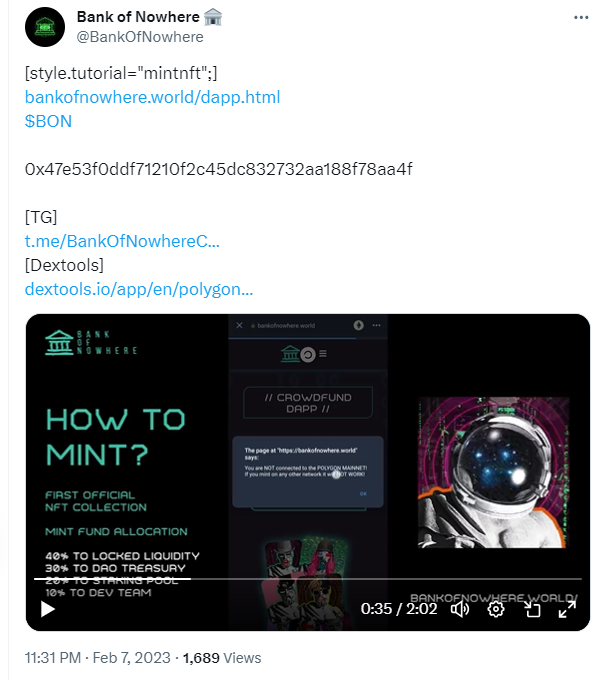 Bank of Nowhere
@BankOfNowhere
[style.tutorial="mintnft";]
bankofnowhere.world/dapp.html
$BON
0x47e53f0ddf71210f2c45dc832732aa188f78aa4f
[TG]
t.me/BankOfNowhereC...
[Dextools]
dextools.io/app/en/polygon...
BANK
OF
NOWHERE
HOW TO
MINT?
FIRST OFFICIAL
NFT COLLECTION
MINT FUND ALLOCATION
40% TO LOCKED LIQUIDITY
30% TO DAO TREASURY
20% TO STAKING POOL
10% TO DEV TEAM
bankofnowhere.world
// CROWDFUND
DAPP //
The page at "https://bankofnowhere.world"
says:
You are NOT connected to the POLYGON MAINNET!
If you mint on any other network it NOT WORK!
OK
BANKOFNOWHERE.WORLD/
0:35 / 2:02
11:31 PM · Feb 7, 2023 · 1,689 Views